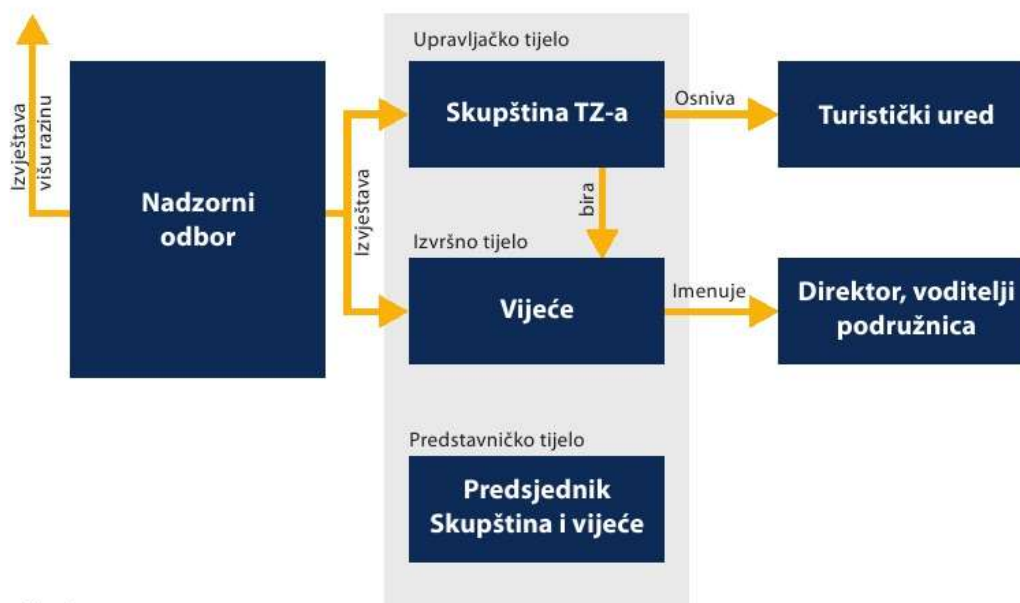 Izvještava
višu razinu
Nadzorni
odbor
Izvještava
Upravljačko tijelo
Skupština TZ-a
Osniva
Turistički ured
bira
Izvršno tijelo
Vijeće
Imenuje
Direktor, voditelji
podružnica
Predstavničko tijelo
Predsjednik
Skupština i vijeće